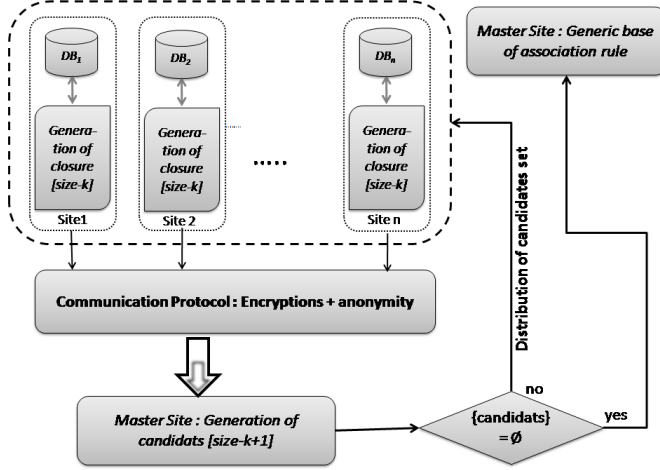 DB1
DB2
DBn
Genera-
tion of
closure
[size-k]
Genera-
tion of
closure
[size-k]
.....
Genera-
tion of
closure
[size-k]
Site1
Site 2
Site n
Master Site : Generic base
of association rule
Distribution of candidates set
Communication Protocol : Encryptions + anonymity
Master Site : Generation of
candidats [size-k+1]
{candidats}
= Ø
no
yes